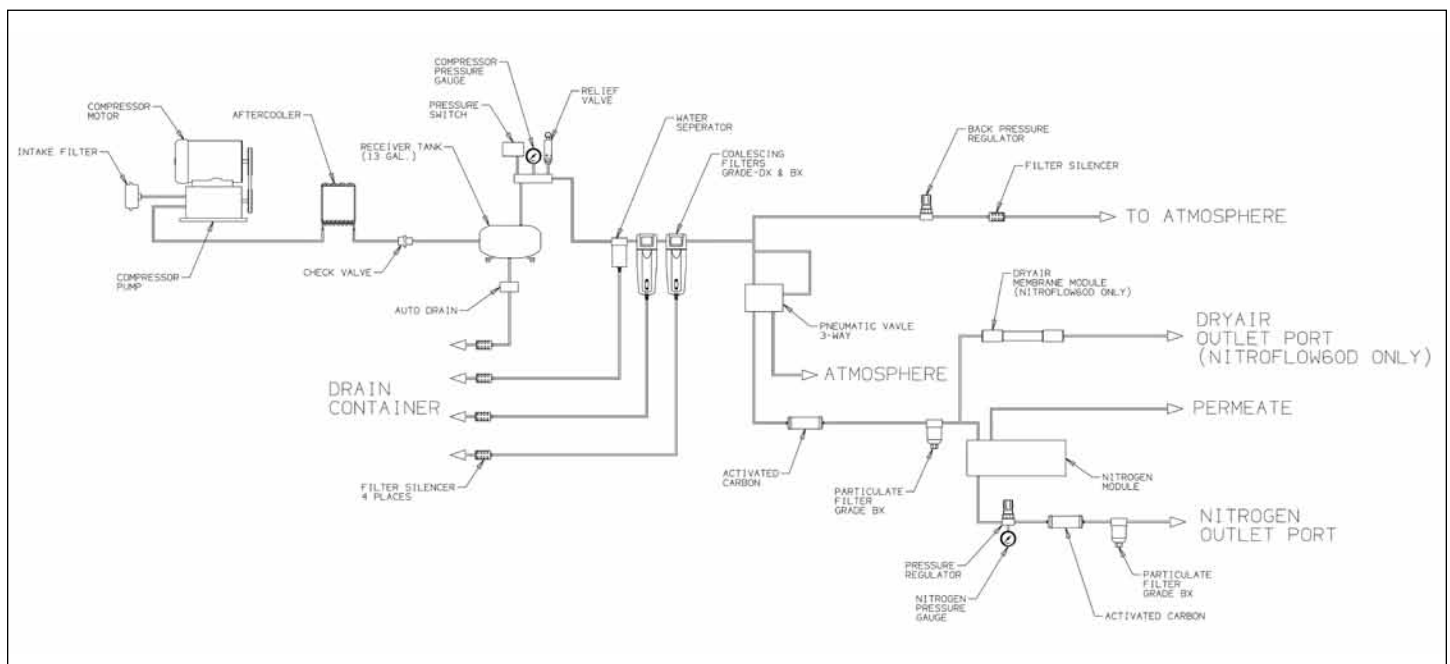 COMPRESSOR
MOTOR
INTAKE FILTER
AFTERCOOLER
COMPRESSOR
PUMP
CHECK VALVE
RECEIVER TANK
(13 GAL.)
PRESSURE
SWITCH
COMPRESSOR
PRESSURE
GAUGE
RELIEF
VALVE
WATER
SEPERATOR
COALESCING
FILTERS
GRADE-DX & BX
AUTO DRAIN
DRAIN
CONTAINER
FILTER SILENCER
4 PLACES
BACK PRESSURE
REGULATOR
FILTER SILENCER
TO ATMOSPHERE
PNEUMATIC VAVLE
3-WAY
ATMOSPHERE
DRYAIR
MEMBRANE MODULE
(NITROFLOW60D ONLY)
DRYAIR
OUTLET PORT
(NITROFLOW60D ONLY)
PERMEATE
ACTIVATED
CARBON
PARTICULATE
FILTER
GRADE BX
NITROGEN
MODULE
NITROGEN
OUTLET PORT
PRESSURE
REGULATOR
NITROGEN
PRESSURE
GAUGE
PARTICULATE
FILTER
GRADE BX
ACTIVATED CARBON